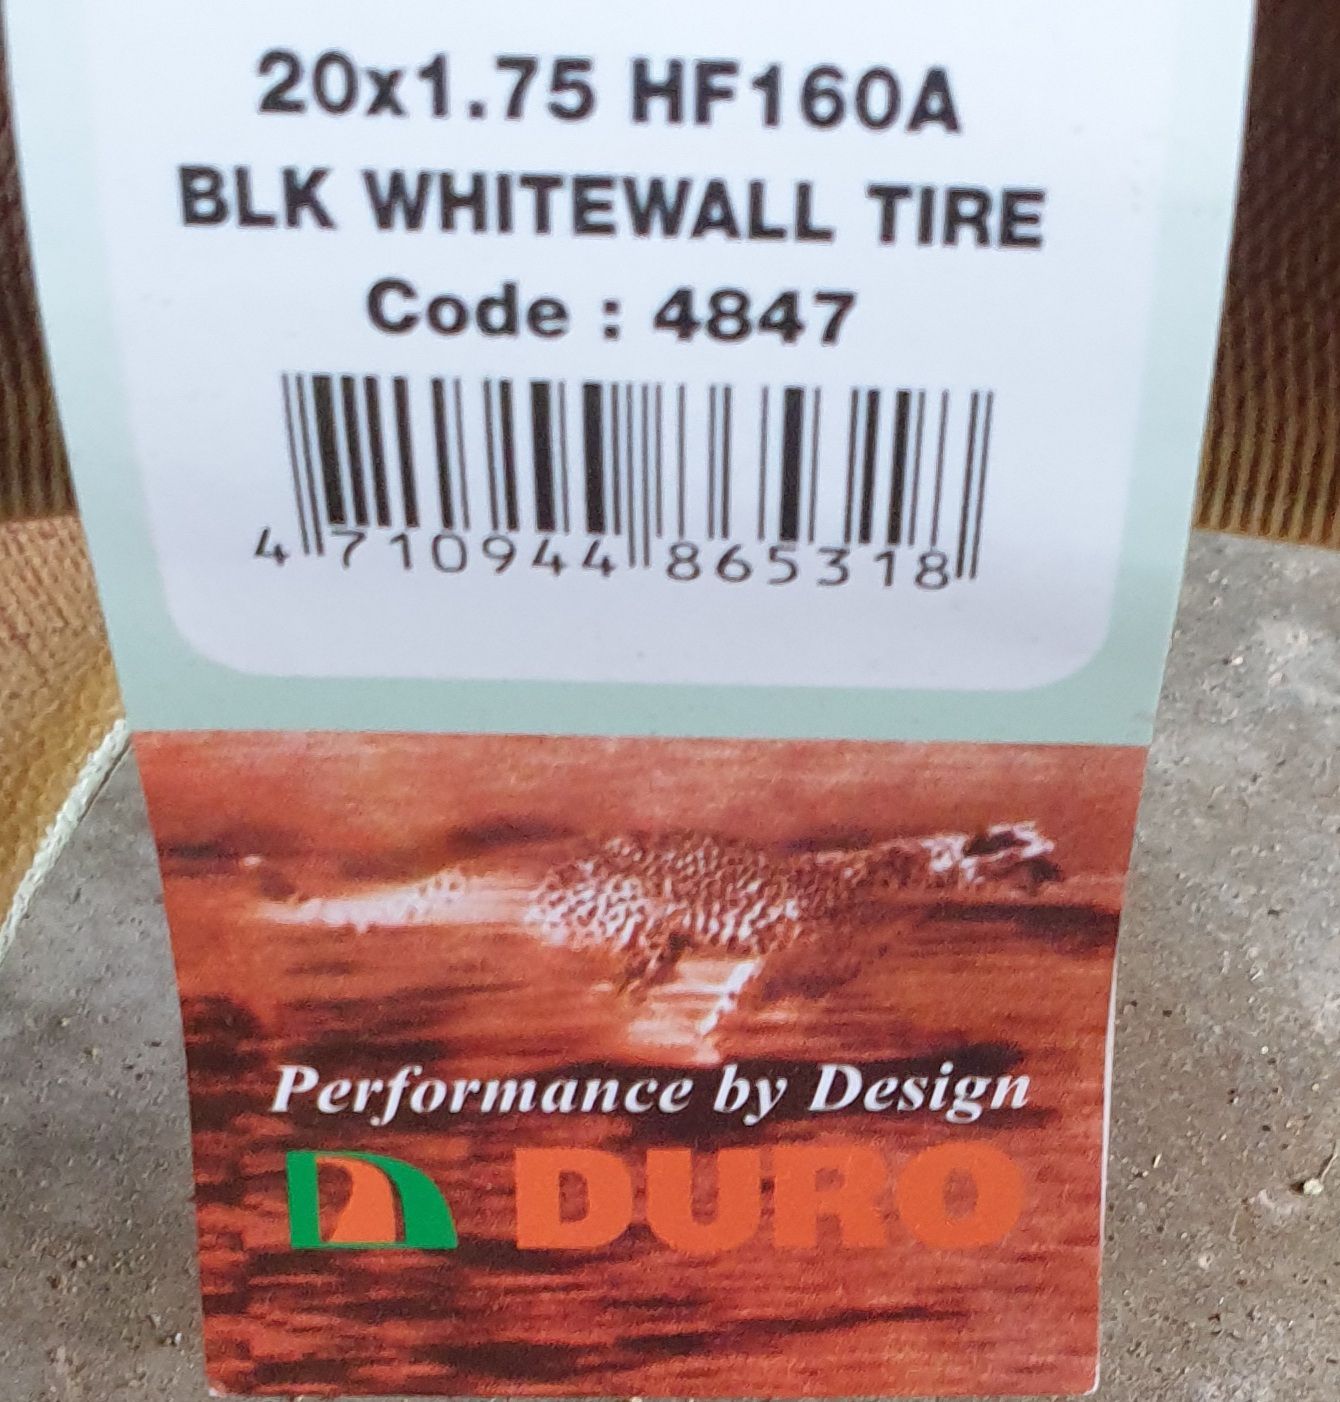 20x1.75 HF160A
BLK WHITEWALL TIRE
Code : 4847
4 710944 865318
Performance by Design
DURO